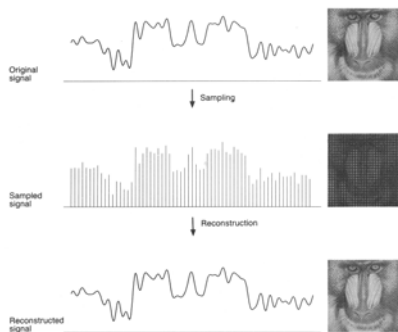 Original
signal
Sampling
Sampled
signal
Reconstruction
Reconstructed
signal